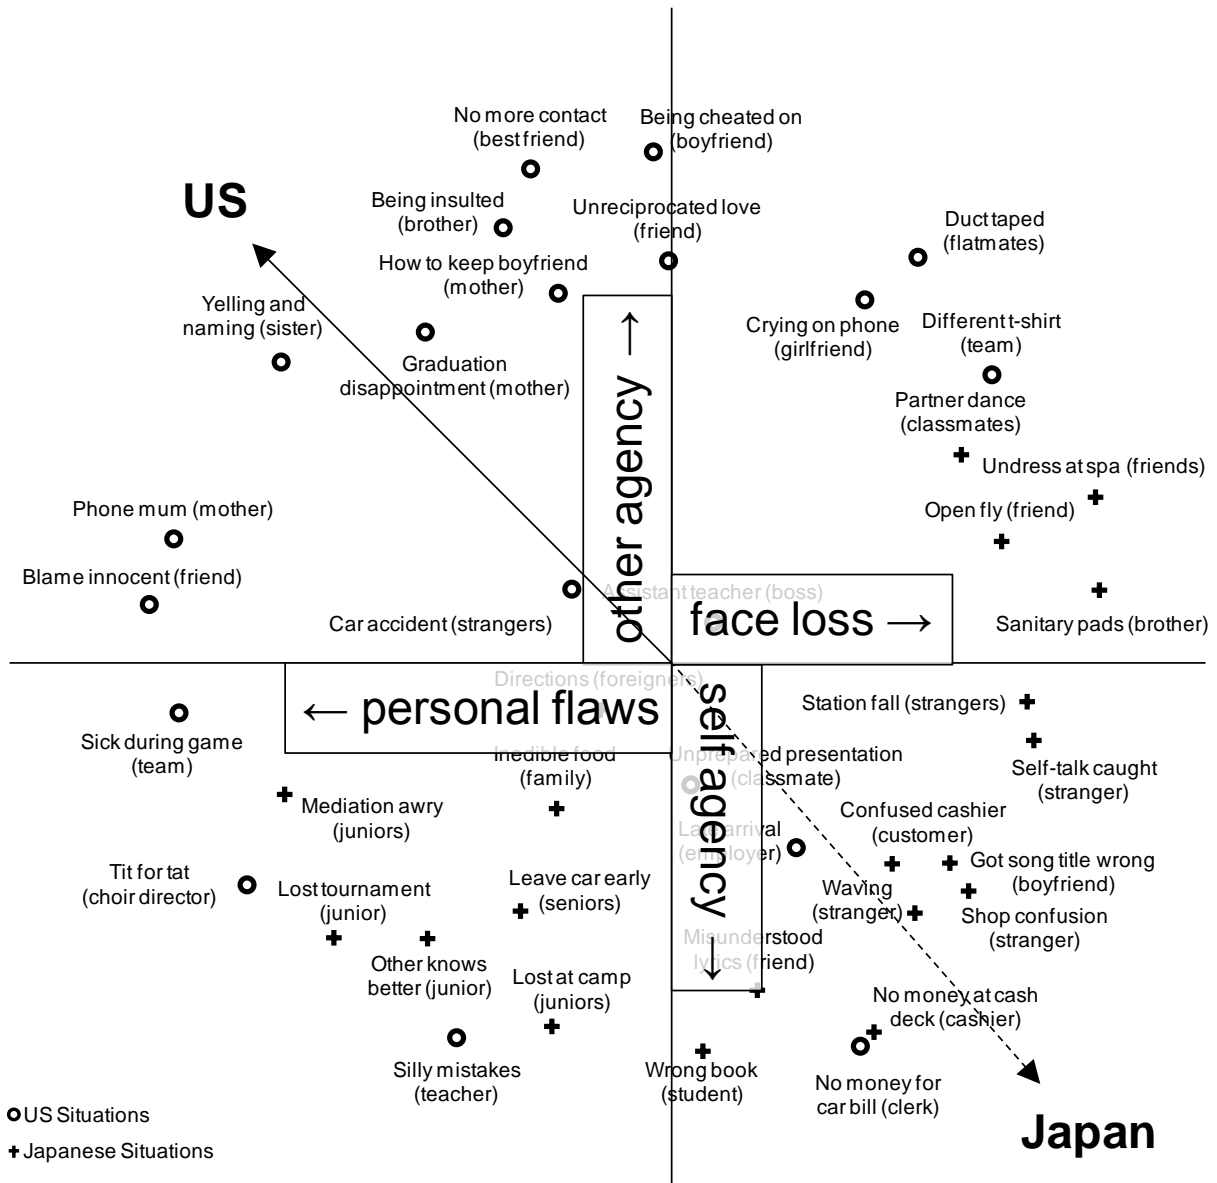 No more contact
(best friend)
Being cheated on
(boyfriend)
US
Being insulted
(brother)
Unreciprocated love
(friend)
Duct taped
(flatmates)
How to keep boyfriend
(mother)
Yelling and
naming (sister)
Crying on phone
(girlfriend)
Different t-shirt
(team)
Graduation
disappointment (mother)
Partner dance
(classmates)
other agency →
Undress at spa (friends)
Phone mum (mother)
Open fly (friend)
Blame innocent (friend)
Assistant teacher (boss)
face loss →
Car accident (strangers)
Sanitary pads (brother)
Directions (foreigners)
← personal flaws
self agency →
Station fall (strangers)
Sick during game
(team)
Inedible food
(family)
Unprepared presentation
(classmate)
Self-talk caught
(stranger)
Mediation awry
(juniors)
Late arrival
(employer)
Confused cashier
(customer)
Got song title wrong
(boyfriend)
Tit for tat
(choir director)
Lost tournament
(junior)
Leave car early
(seniors)
Waving
(stranger)
Shop confusion
(stranger)
Misunderstood
lyrics (friend)
Other knows
better (junior)
Lost at camp
(juniors)
No money at cash
deck (cashier)
Silly mistakes
(teacher)
Wrong book
(student)
No money for
car bill (clerk)
Japan
US Situations
Japanese Situations